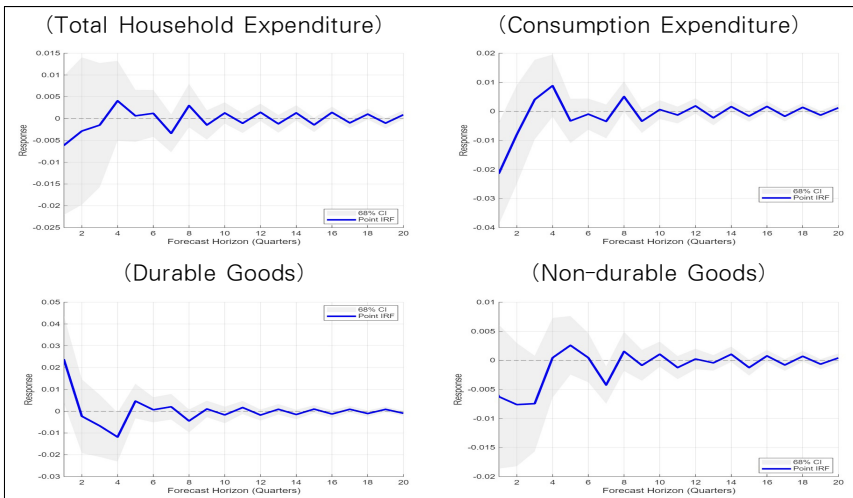 (Total Household Expenditure)
0.015
0.01
0.005
0
-0.005
-0.01
-0.015
-0.02
-0.025
Response
68% CI
Point IRF
2 4 6 8 10 12 14 16 18 20
Forecast Horizon (Quarters)
(Consumption Expenditure)
0.02
0.01
0
-0.01
-0.02
-0.03
-0.04
Response
68% CI
Point IRF
2 4 6 8 10 12 14 16 18 20
Forecast Horizon (Quarters)
(Durable Goods)
0.05
0.04
0.03
0.02
0.01
0
-0.01
-0.02
-0.03
Response
68% CI
Point IRF
2 4 6 8 10 12 14 16 18 20
Forecast Horizon (Quarters)
(Non-durable Goods)
0.01
0.005
0
-0.005
-0.01
-0.015
-0.02
Response
68% CI
Point IRF
2 4 6 8 10 12 14 16 18 20
Forecast Horizon (Quarters)